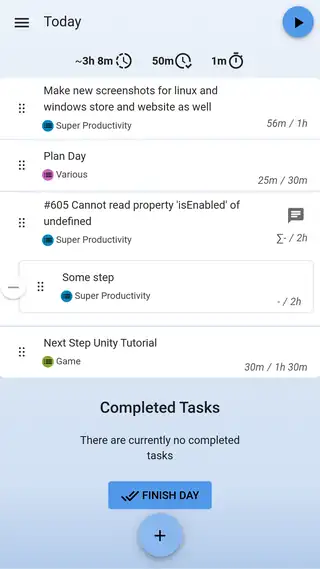 Today
~3h 8m 50m 1m
Make new screenshots for linux and
windows store and website as well
Super Productivity
56m / 1h
Plan Day
Various
25m / 30m
#605 Cannot read property 'isEnabled' of
undefined
Super Productivity
∑- / 2h
Some step
Super Productivity
- / 2h
Next Step Unity Tutorial
Game
30m / 1h 30m
Completed Tasks
There are currently no completed
tasks
FINISH DAY